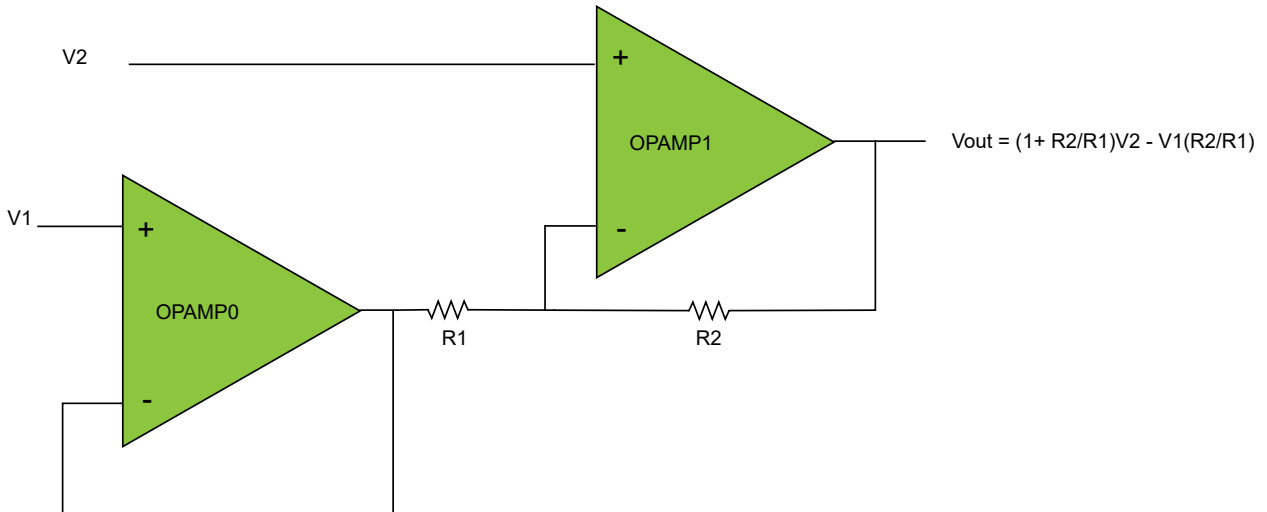 V2
+
OPAMP1
Vout = (1+ R2/R1)V2 - V1(R2/R1)
-
V1
+
OPAMP0
-
R1
R2